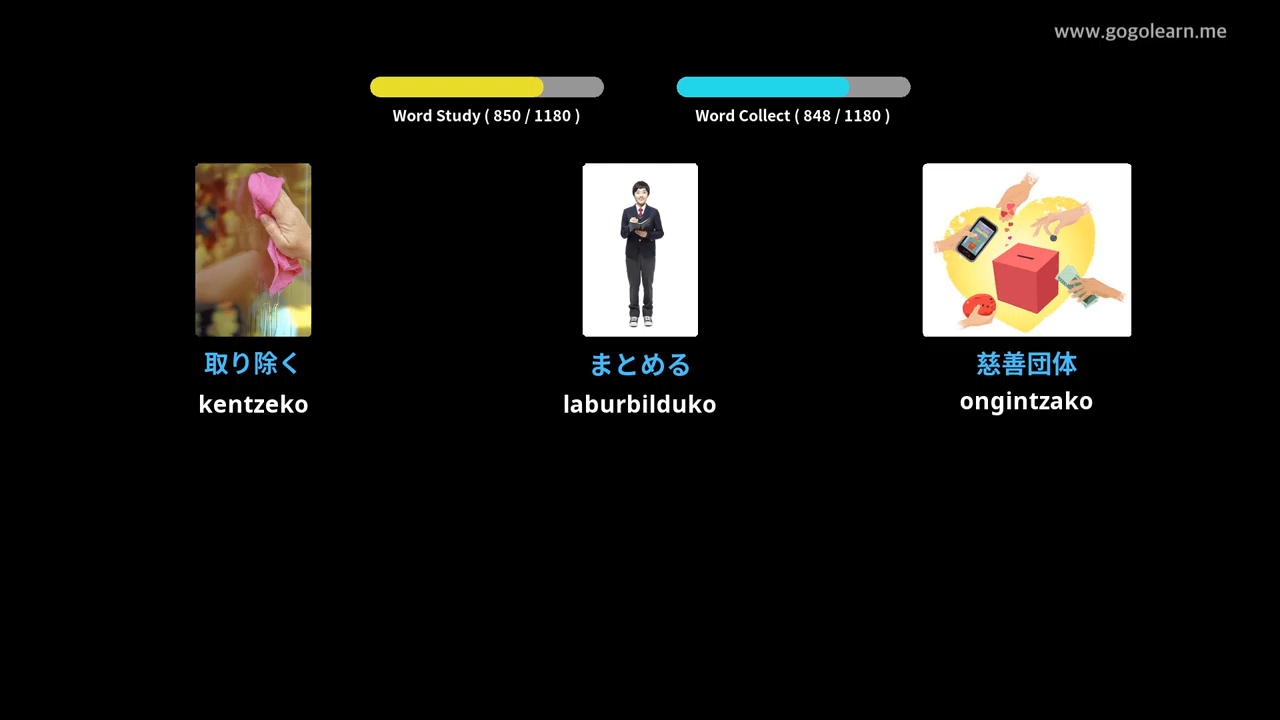 www.gogolearn.me
Word Study ( 850 / 1180 )
Word Collect ( 848 / 1180 )
取り除く
kentzeko
まとめる
laburbilduko
慈善団体
ongintzako